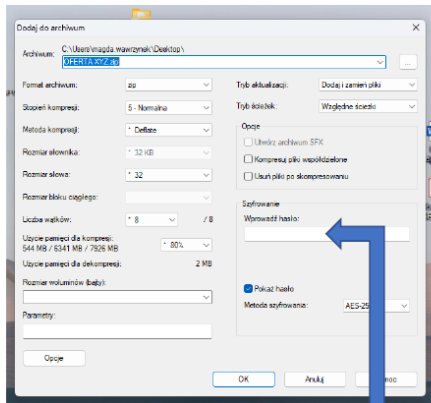 Dodaj do archiwum
Archiwum: C:\Users\magda.wawrzynek\Desktop\
OFERTA XYZ.zip
...
Format archiwum: zip
Stopień kompresji: 5 - Normalna
Metoda kompresji: * Deflate
Rozmiar słownika: * 32 KB
Rozmiar słowa: * 32
Rozmiar bloku ciągłego:
Liczba wątków: * 8 / 8
Użycie pamięci dla kompresji:
544 MB / 6341 MB / 7926 MB * 80%
Użycie pamięci dla dekompresji: 2 MB
Rozmiar woluminów (bajty):
Parametry:
Opcje
Tryb aktualizacji: Dodaj i zamień pliki
Tryb ścieżek: Względne ścieżki
Opcje
Utwórz archiwum SFX
Kompresuj pliki współdzielone
Usuń pliki po skompresowaniu
Szyfrowanie
Wprowadź hasło:
Pokaż hasło
Metoda szyfrowania: AES-25
OK Anuluj